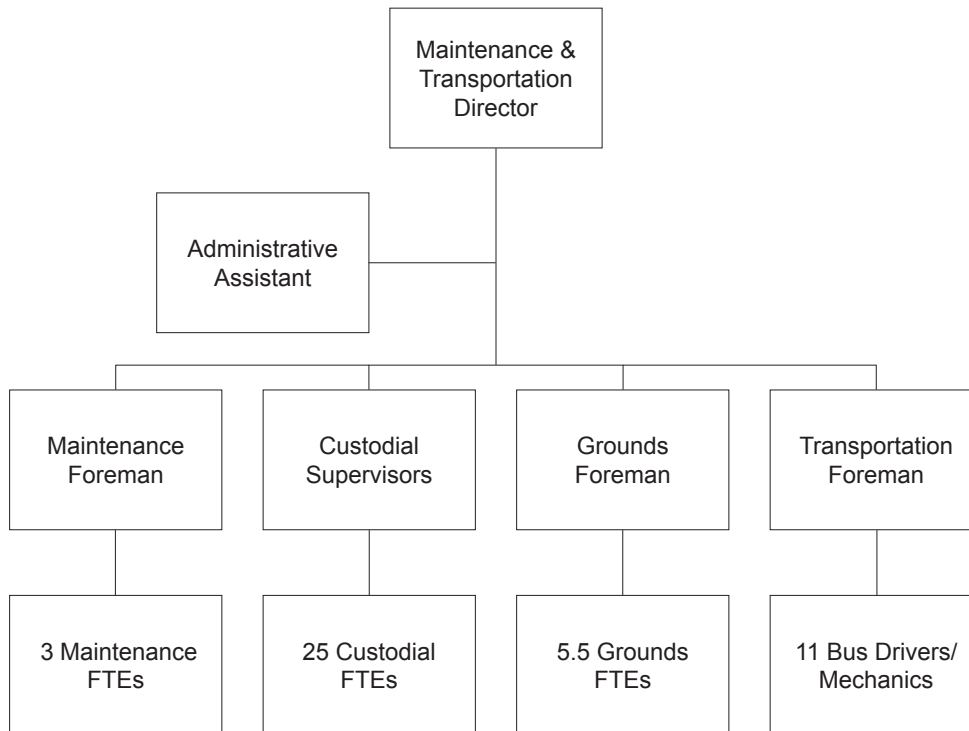 Maintenance &
Transportation
Director
Administrative
Assistant
Maintenance
Foreman
Custodial
Supervisors
Grounds
Foreman
Transportation
Foreman
3 Maintenance
FTEs
25 Custodial
FTEs
5.5 Grounds
FTEs
11 Bus Drivers/
Mechanics